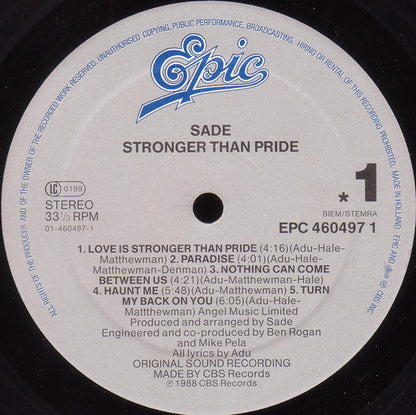 ALL RIGHTS OF THE PRODUCER AND OF THE OWNER OF THE RECORDED WORK RESERVED. UNAUTHORISED COPYING, PUBLIC PERFORMANCE, BROADCASTING, HIRING OR RENTAL OF THIS RECORDING PROHIBITED. MADE IN HOLLAND. EPIC AND ARE ℗ CBS INC.
Epic
SADE
STRONGER THAN PRIDE
LC 0199
STEREO
33⅓ RPM
01-460497-1
* 1
BIEM/STEMRA
EPC 460497 1
1. LOVE IS STRONGER THAN PRIDE (4:16)(Adu-Hale-
Matthewman) 2. PARADISE (4:01)(Adu-Hale-
Matthewman-Denman) 3. NOTHING CAN COME
BETWEEN US (4:21)(Adu-Matthewman-Hale)
4. HAUNT ME (5:48)(Adu-Matthewman) 5. TURN
MY BACK ON YOU (6:05)(Adu-Hale-
Matthewman) Angel Music Limited
Produced and arranged by Sade
Engineered and co-produced by Ben Rogan
and Mike Pela
All lyrics by Adu
ORIGINAL SOUND RECORDING
MADE BY CBS Records
℗ 1988 CBS Records